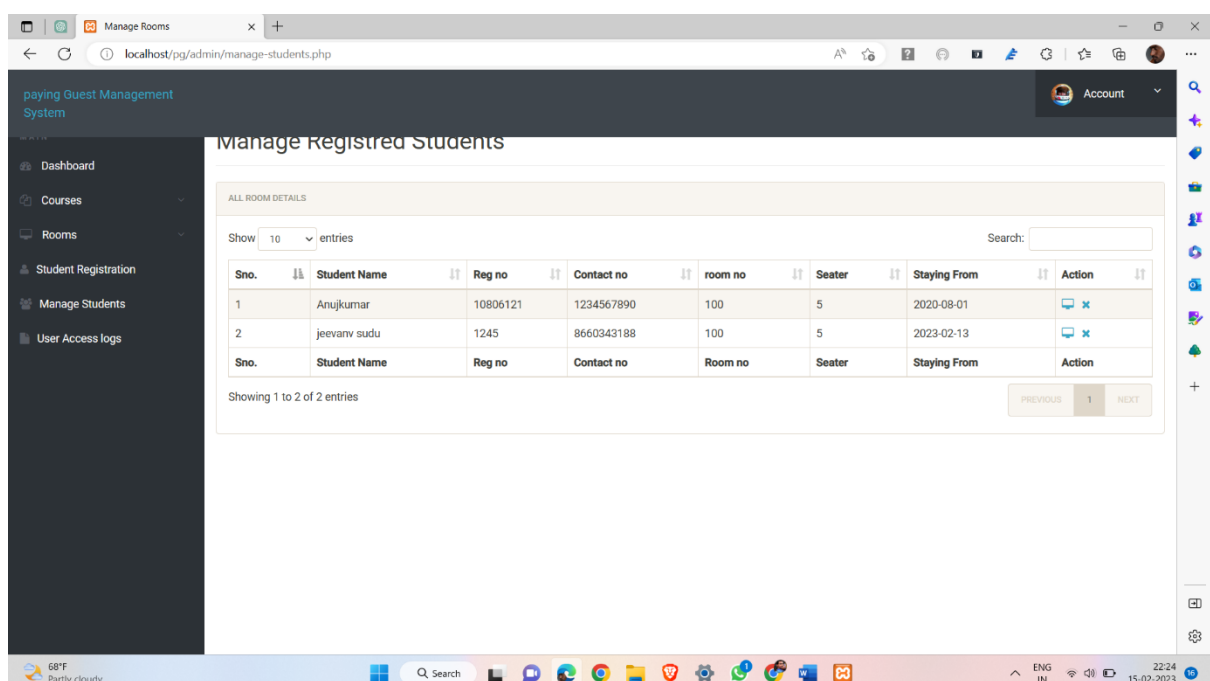 Manage Rooms
localhost/pg/admin/manage-students.php
paying Guest Management
System
Account
MAIN
Manage Registred Students
Dashboard
Courses
Rooms
Student Registration
Manage Students
User Access logs
ALL ROOM DETAILS
Show 10 entries
Search:
Sno. Student Name Reg no Contact no room no Seater Staying From Action
1 Anujkumar 10806121 1234567890 100 5 2020-08-01
2 jeevanv sudu 1245 8660343188 100 5 2023-02-13
Sno. Student Name Reg no Contact no Room no Seater Staying From Action
Showing 1 to 2 of 2 entries
PREVIOUS 1 NEXT
68°F
Partly cloudy
Search
1
ENG
IN
22:24
15-02-2023
16